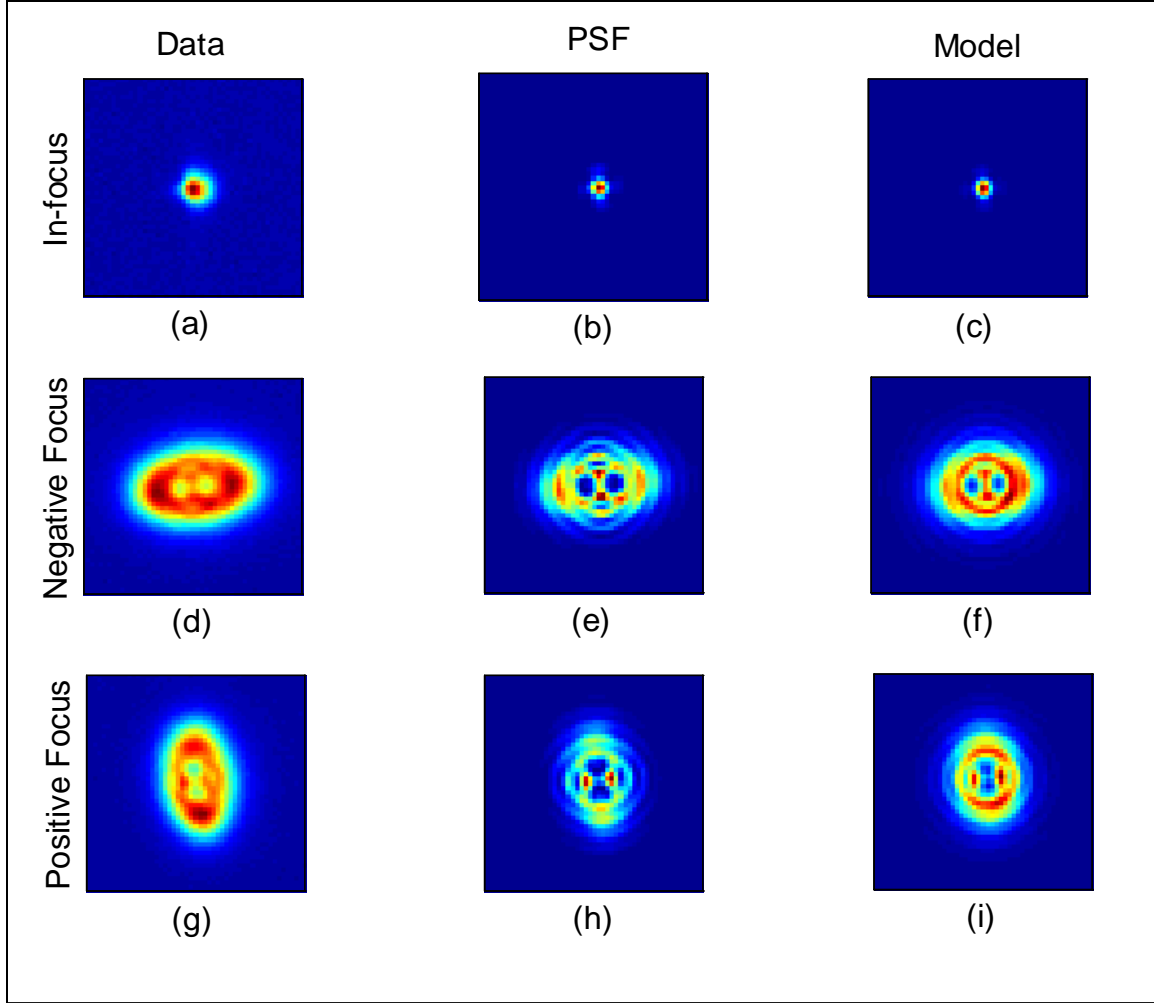 Data
PSF
Model
In-focus
(a)
(b)
(c)
Negative Focus
(d)
(e)
(f)
Positive Focus
(g)
(h)
(i)